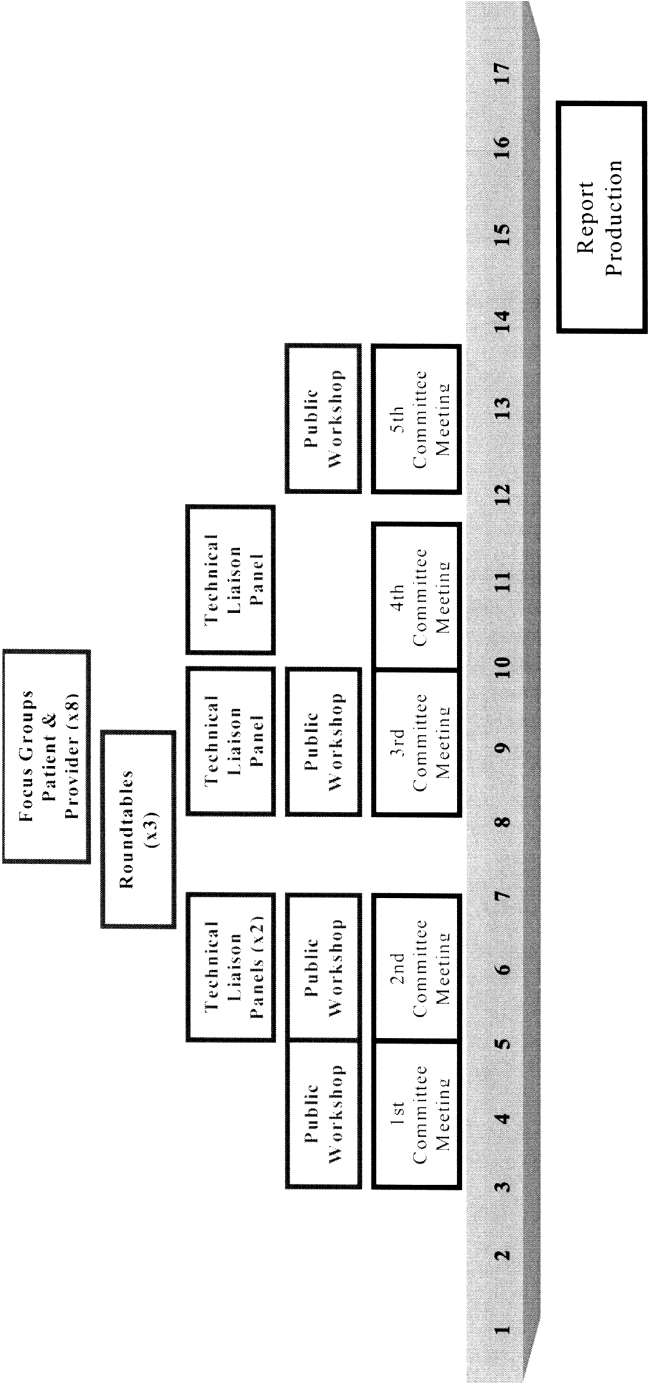 Focus Groups
Patient &
Provider (x8)
Roundtables
(x3)
Technical
Liaison
Panels (x2)
Technical
Liaison
Panel
Technical
Liaison
Panel
Public
Workshop
Public
Workshop
Public
Workshop
Public
Workshop
1st
Committee
Meeting
2nd
Committee
Meeting
3rd
Committee
Meeting
4th
Committee
Meeting
5th
Committee
Meeting
1 2 3 4 5 6 7 8 9 10 11 12 13 14 15 16 17
Report
Production